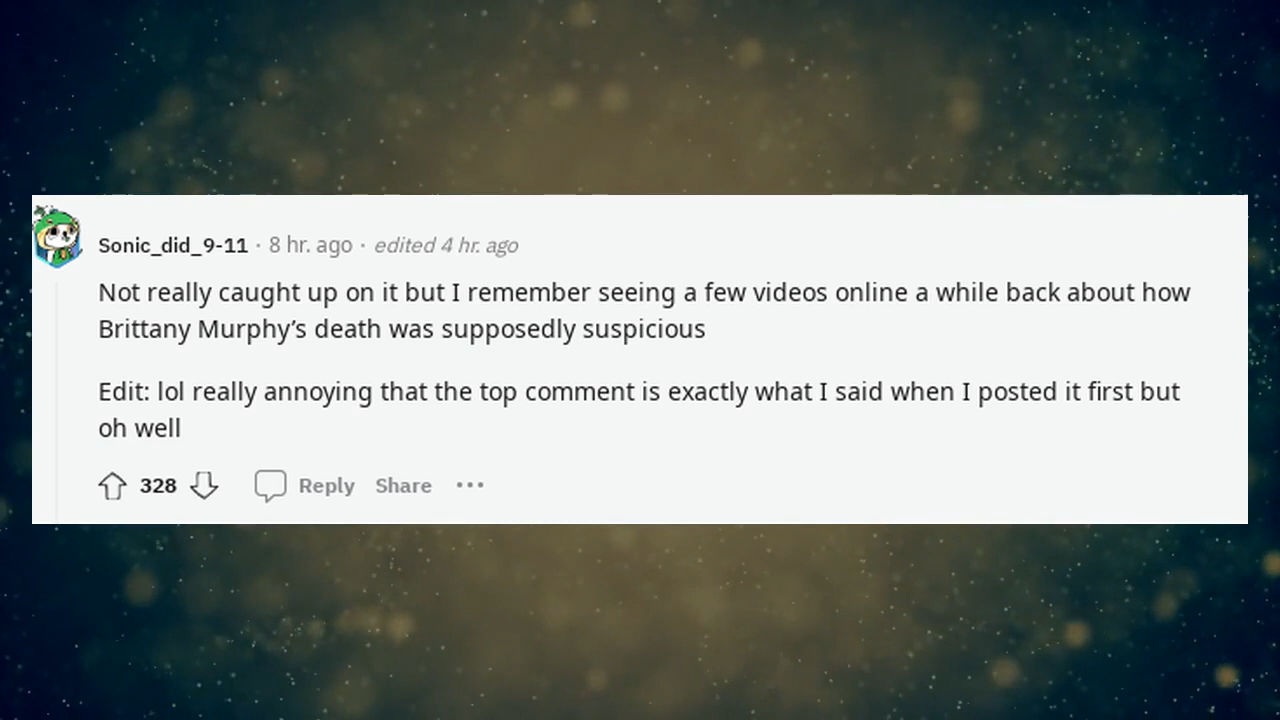 Sonic_did_9-11 · 8 hr. ago · edited 4 hr. ago
Not really caught up on it but I remember seeing a few videos online a while back about how
Brittany Murphy’s death was supposedly suspicious
Edit: lol really annoying that the top comment is exactly what I said when I posted it first but
oh well
328 Reply Share ···